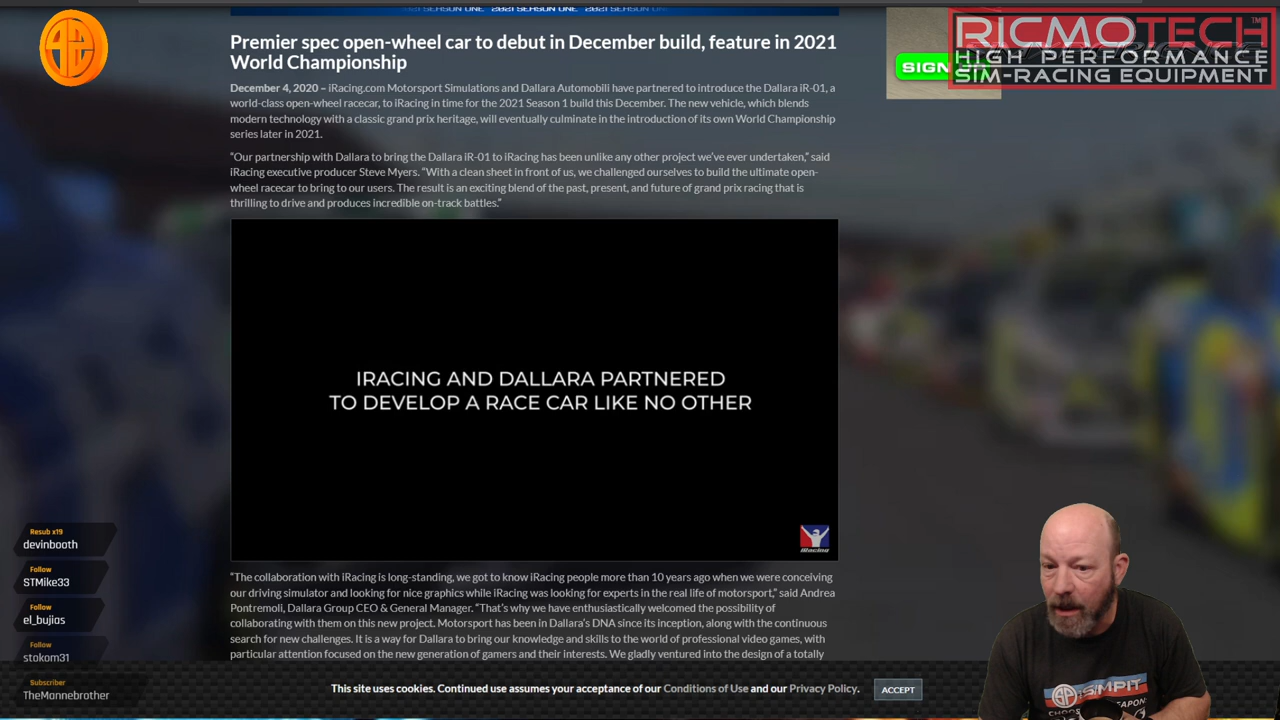 2021 SEASON ONE 2021 SEASON ONE
Premier spec open-wheel car to debut in December build, feature in 2021
World Championship
December 4, 2020 – iRacing.com Motorsport Simulations and Dallara Automobili have partnered to introduce the Dallara iR-01, a
world-class open-wheel racecar, to iRacing in time for the 2021 Season 1 build this December. The new vehicle, which blends
modern technology with a classic grand prix heritage, will eventually culminate in the introduction of its own World Championship
series later in 2021.
“Our partnership with Dallara to bring the Dallara iR-01 to iRacing has been unlike any other project we’ve ever undertaken,” said
iRacing executive producer Steve Myers. “With a clean sheet in front of us, we challenged ourselves to build the ultimate open-
wheel racecar to bring to our users. The result is an exciting blend of the past, present, and future of grand prix racing that is
thrilling to drive and produces incredible on-track battles.”
IRACING AND DALLARA PARTNERED
TO DEVELOP A RACE CAR LIKE NO OTHER
iRacing
“The collaboration with iRacing is long-standing, we got to know iRacing people more than 10 years ago when we were conceiving
our driving simulator and looking for nice graphics while iRacing was looking for experts in the real life of motorsport,” said Andrea
Pontremoli, Dallara Group CEO & General Manager. “That’s why we have enthusiastically welcomed the possibility of
collaborating with them on this new project. Motorsport has been in Dallara’s DNA since its inception, along with the continuous
search for new challenges. It is a way for Dallara to bring our knowledge and skills to the world of professional video games, with
particular attention focused on the new generation of gamers and their interests. We gladly ventured into the design of a totally
This site uses cookies. Continued use assumes your acceptance of our Conditions of Use and our Privacy Policy.
ACCEPT
RICMOTECH™
HIGH PERFORMANCE
SIM-RACING EQUIPMENT
SIGN
Resub x19
devinbooth
Follow
STMike33
Follow
el_bujias
Follow
stokom31
Subscriber
TheMannebrother
SIMPIT